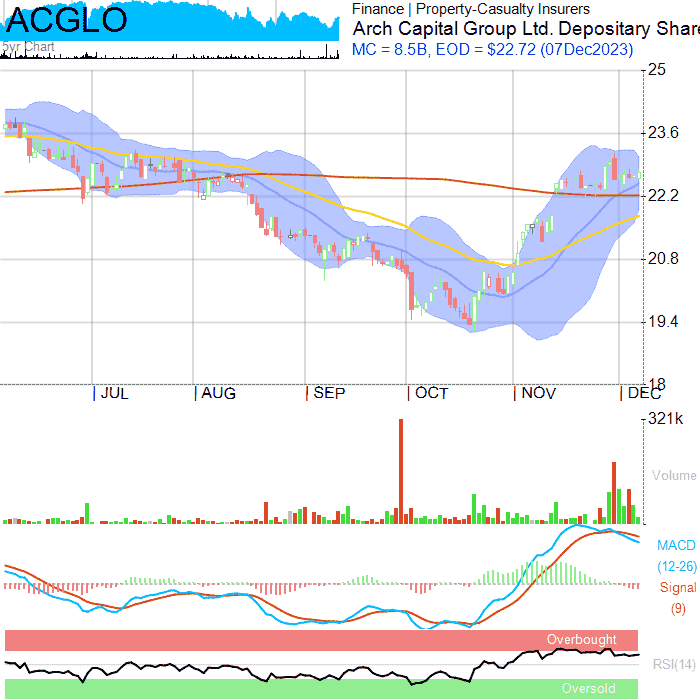 ACGLO
5yr Chart
Finance | Property-Casualty Insurers
Arch Capital Group Ltd. Depositary Share
MC = 8.5B, EOD = $22.72 (07Dec2023)
25
23.6
22.2
20.8
19.4
18
JUL AUG SEP OCT NOV DEC
321k
Volume
MACD
(12-26)
Signal
(9)
Overbought
RSI(14)
Oversold